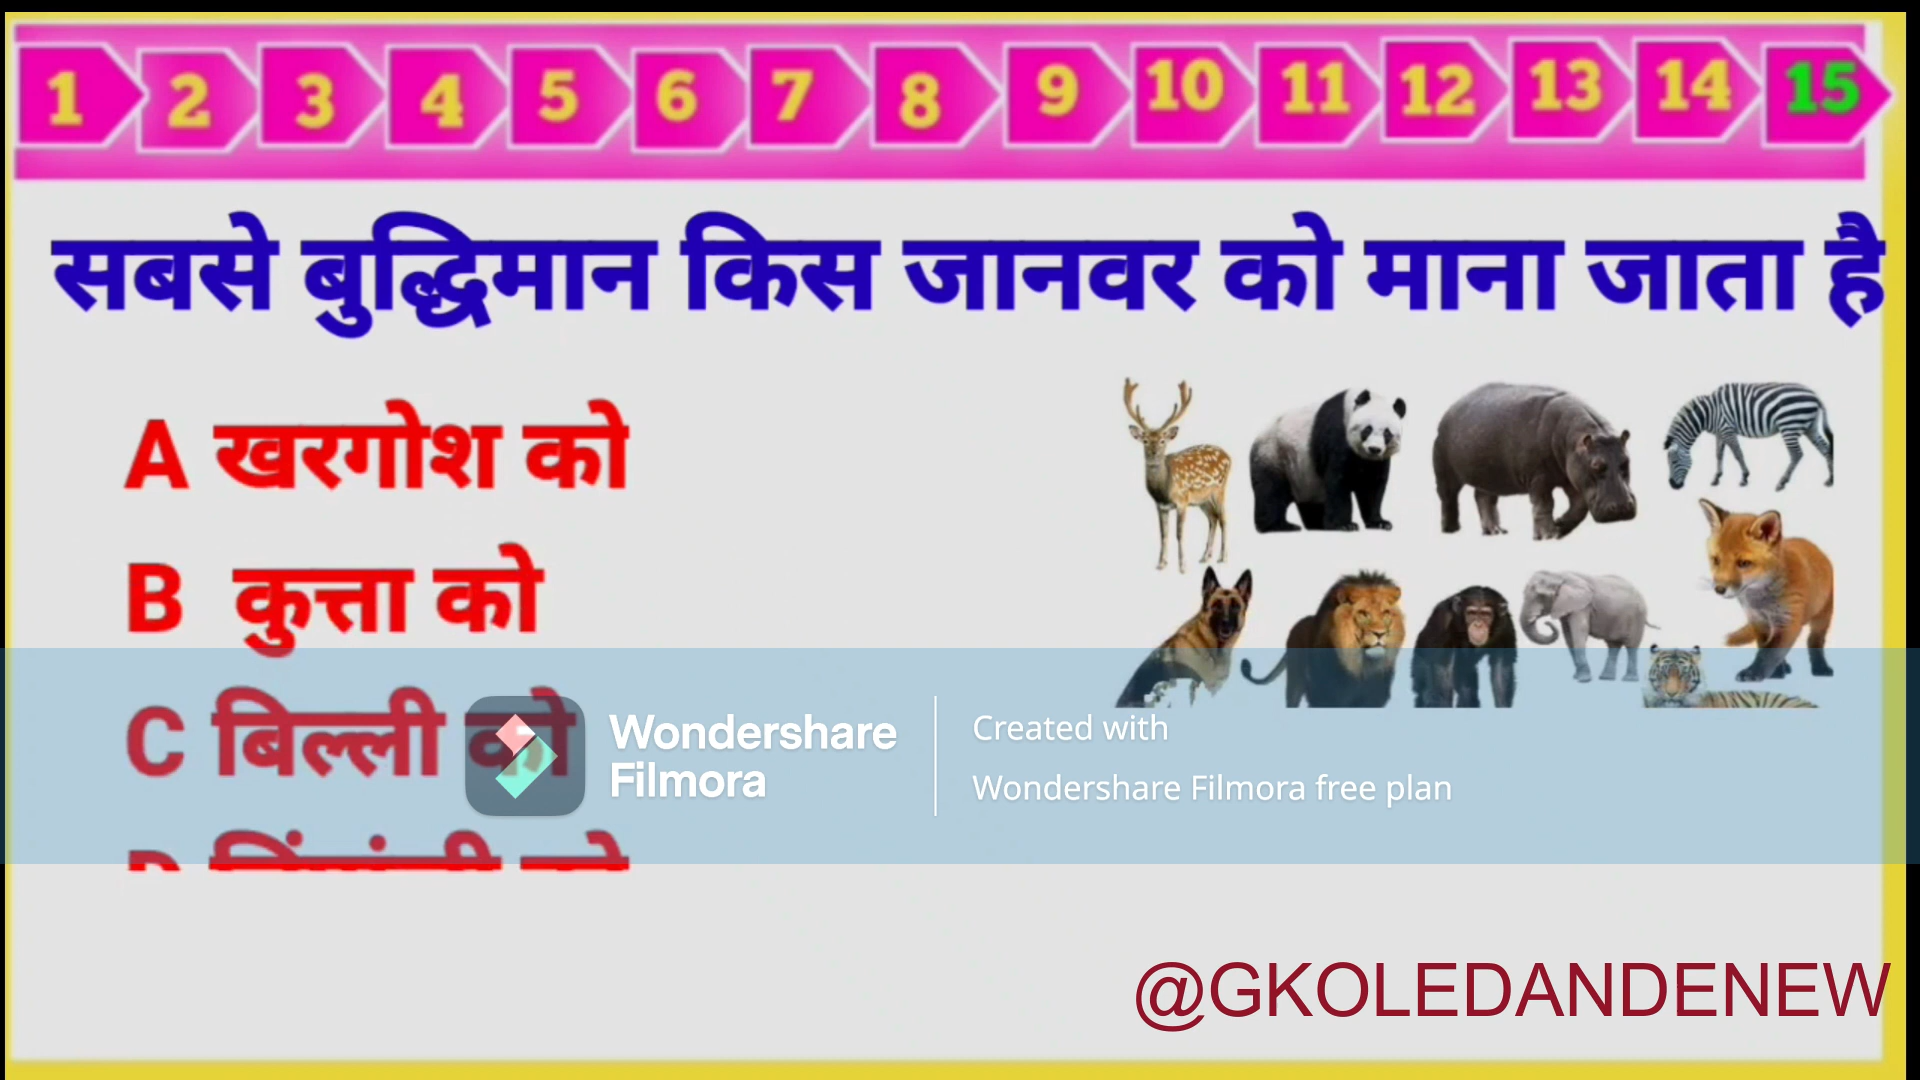 1 2 3 4 5 6 7 8 9 10 11 12 13 14 15
सबसे बुद्धिमान किस जानवर को माना जाता है
A खरगोश को
B कुत्ता को
C बिल्ली को
Wondershare
Filmora
Created with
Wondershare Filmora free plan
@GKOLEDANDENEW